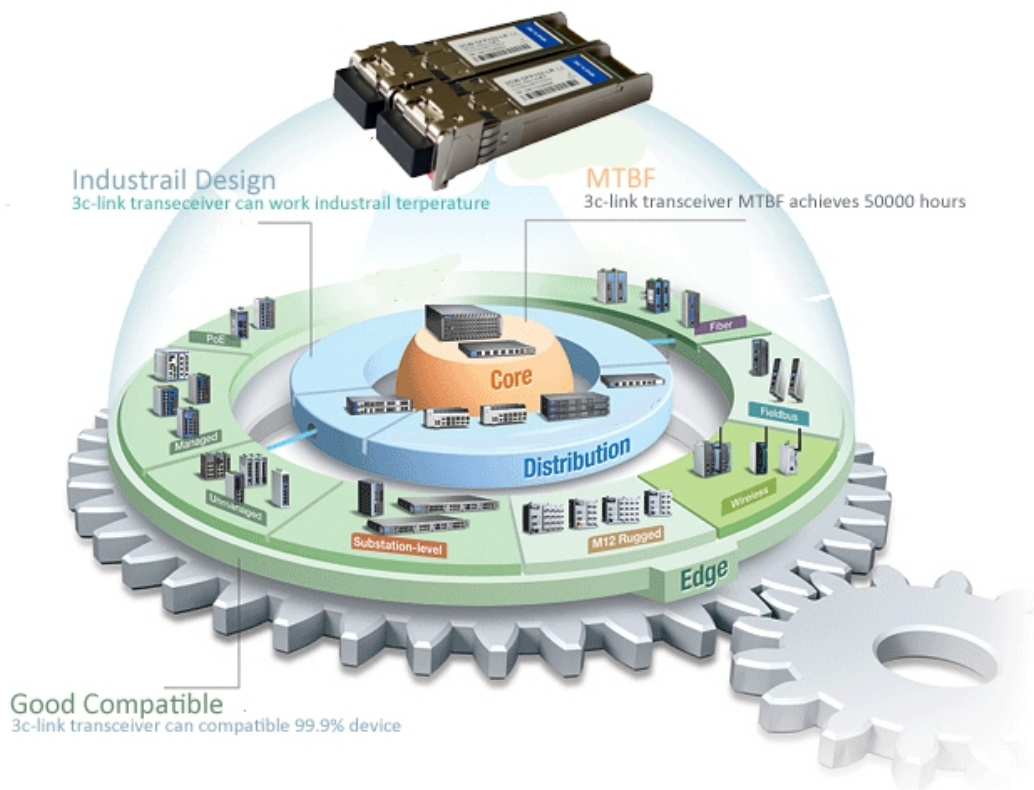 Industrail Design
3c-link transeceiver can work industrail terperature
MTBF
3c-link transceiver MTBF achieves 50000 hours
PoE
Fiber
Core
Fieldbus
Managed
Distribution
Unmanaged
Wireless
Substation-level
M12 Rugged
Edge
Good Compatible
3c-link transceiver can compatible 99.9% device